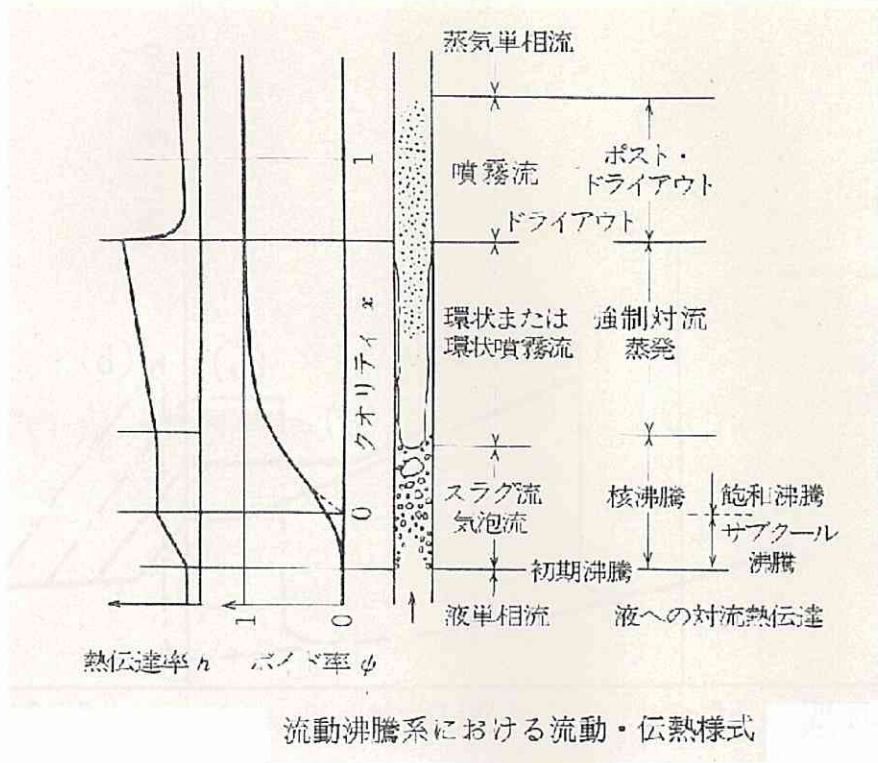 蒸気単相流
1
噴霧流
ポスト・
ドライアウト
ドライアウト
クオリティ x
環状または
環状噴霧流
強制対流
蒸発
スラグ流
気泡流
核沸騰
飽和沸騰
サブクール
沸騰
0
初期沸騰
液単相流
液への対流熱伝達
1
0
熱伝達率 h
ボイド率 ψ
流動沸騰系における流動・伝熱様式